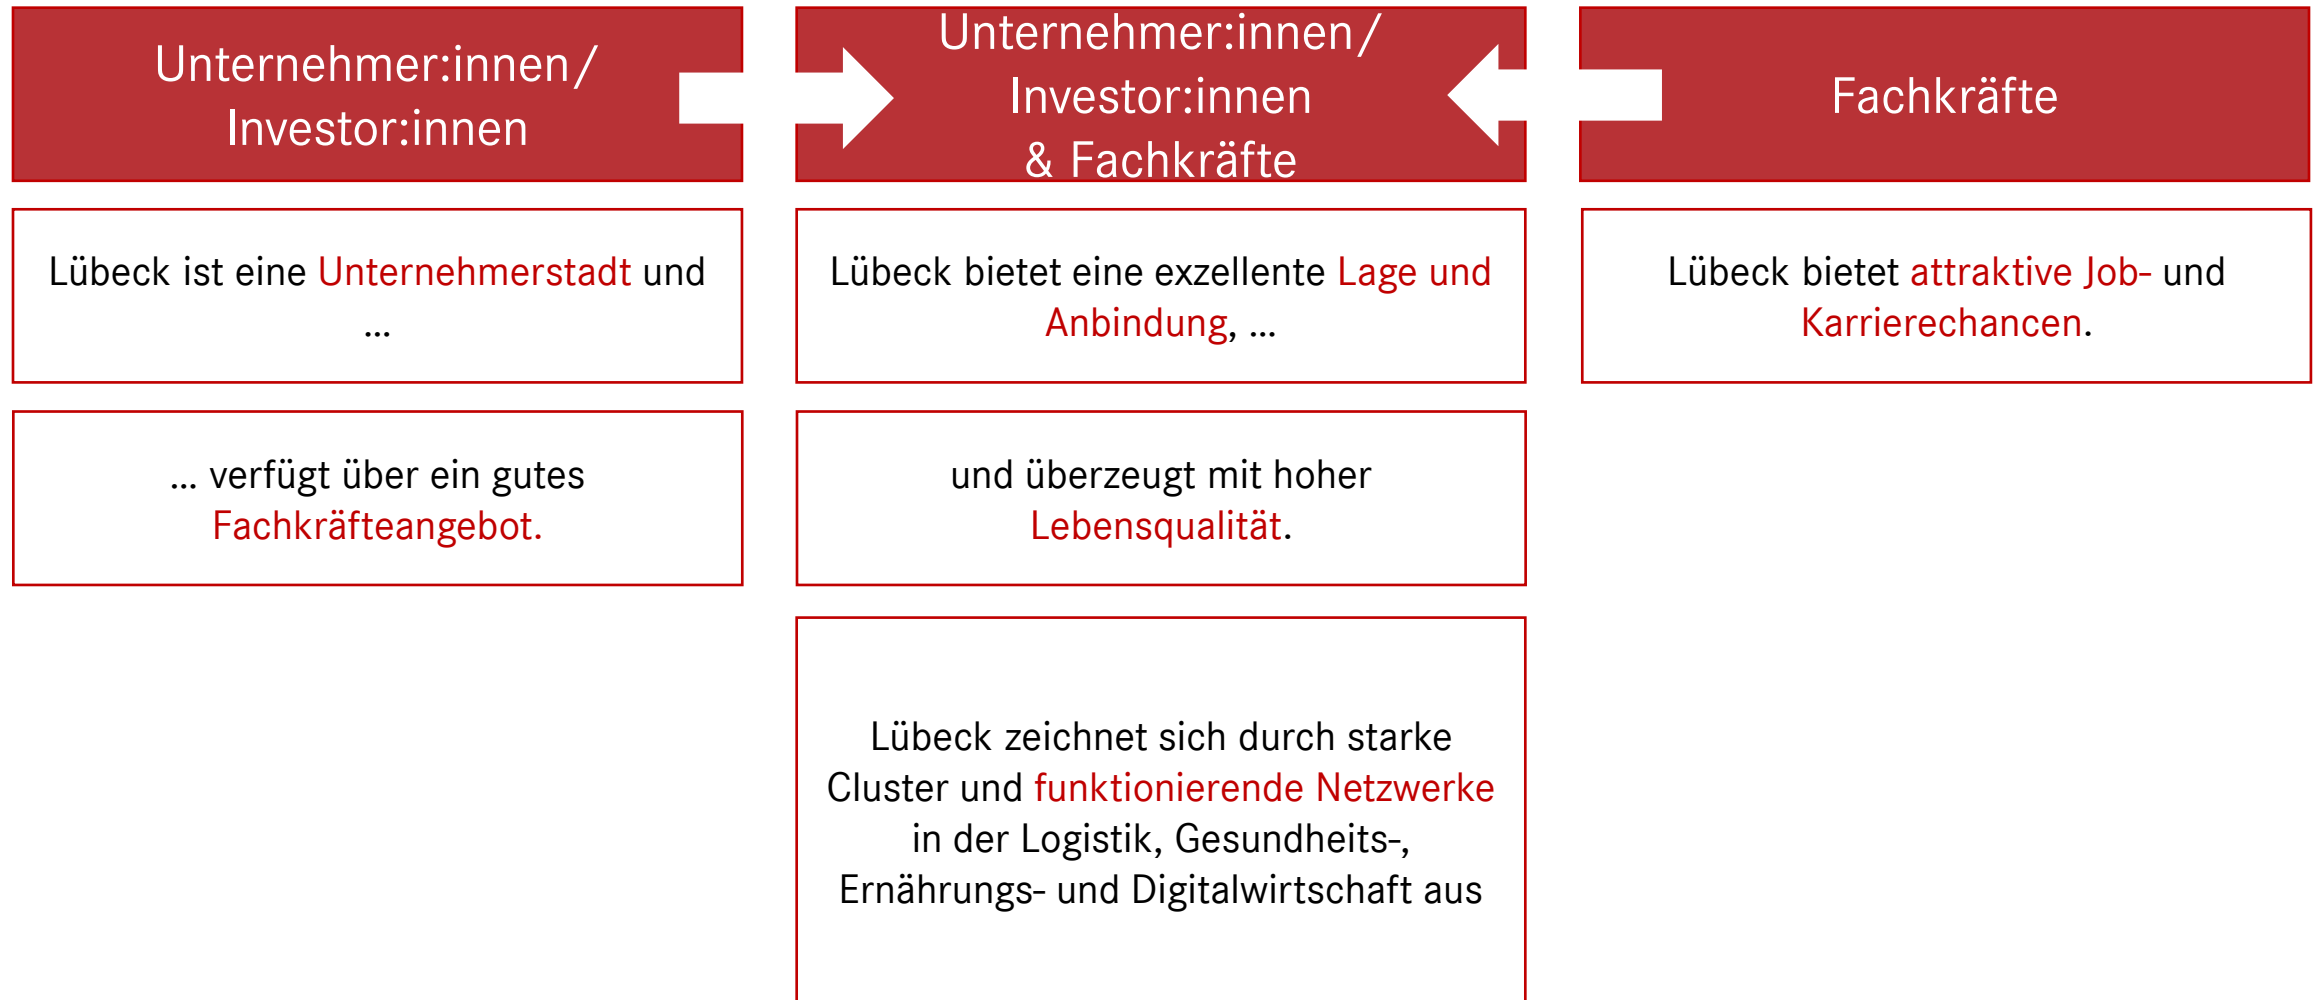 Unternehmer:innen/
Investor:innen
Unternehmer:innen/
Investor:innen
& Fachkräfte
Fachkräfte
Lübeck ist eine Unternehmerstadt und
...
Lübeck bietet eine exzellente Lage und
Anbindung, ...
Lübeck bietet attraktive Job- und
Karrierechancen.
... verfügt über ein gutes
Fachkräfteangebot.
und überzeugt mit hoher
Lebensqualität.
Lübeck zeichnet sich durch starke
Cluster und funktionierende Netzwerke
in der Logistik, Gesundheits-,
Ernährungs- und Digitalwirtschaft aus